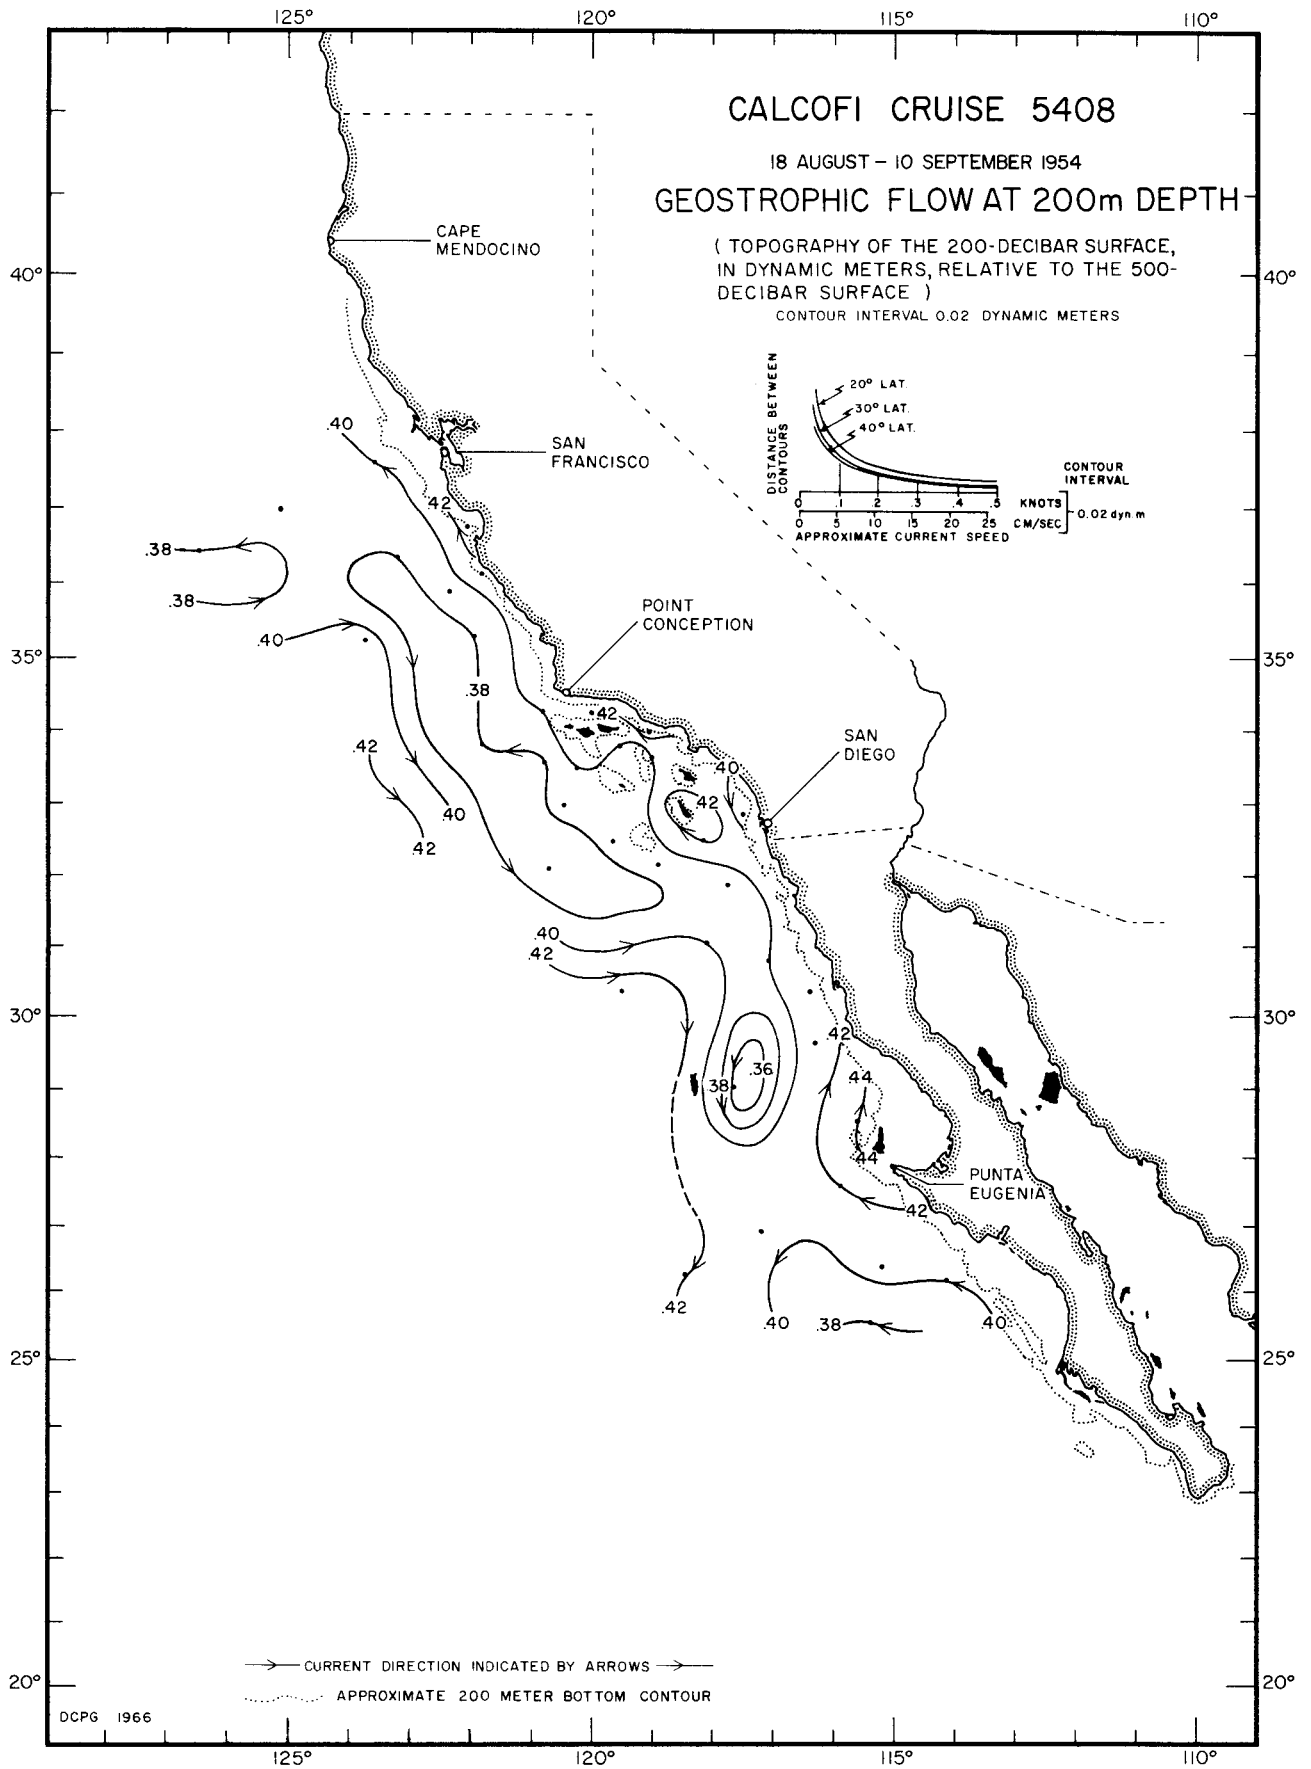 125° 120° 115° 110°
CALCOFI CRUISE 5408
18 AUGUST – 10 SEPTEMBER 1954
GEOSTROPHIC FLOW AT 200m DEPTH
( TOPOGRAPHY OF THE 200-DECIBAR SURFACE,
IN DYNAMIC METERS, RELATIVE TO THE 500-
DECIBAR SURFACE )
CONTOUR INTERVAL 0.02 DYNAMIC METERS
CAPE
MENDOCINO
40° 40°
DISTANCE BETWEEN
CONTOURS
20° LAT.
30° LAT.
40° LAT.
CONTOUR
INTERVAL
0 .1 .2 .3 .4 .5 KNOTS
0 5 10 15 20 25 CM/SEC
0.02 dyn m
APPROXIMATE CURRENT SPEED
.40
SAN
FRANCISCO
.42
.38
.38
.40
POINT
CONCEPTION
35° 35°
.38
.42
.42
SAN
DIEGO
.40
.42
.40
.42
.40
.42
30° 30°
.42
.36
.38
.44
.44
PUNTA
EUGENIA
.42
.42
.40
.38
.40
25° 25°
CURRENT DIRECTION INDICATED BY ARROWS
20° 20°
APPROXIMATE 200 METER BOTTOM CONTOUR
DCPG 1966
125° 120° 115° 110°